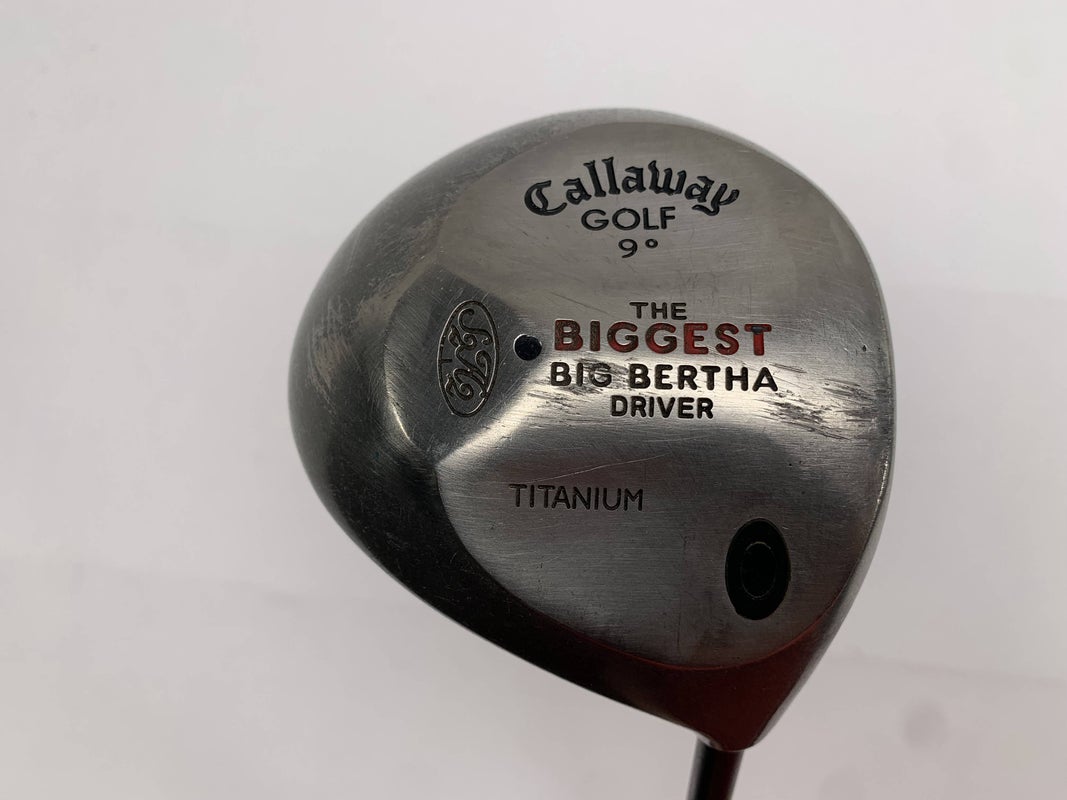 Callaway
GOLF
9°
THE
BIGGEST
BIG BERTHA
DRIVER
TITANIUM